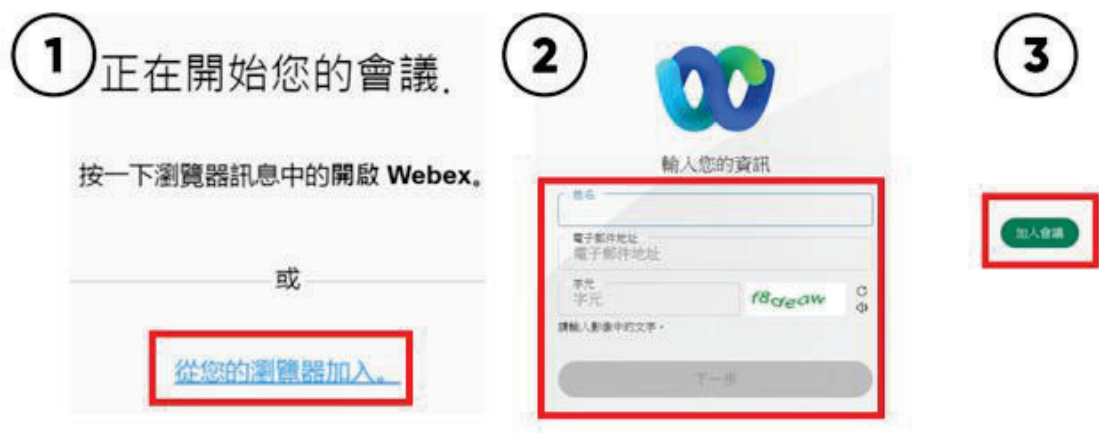 1
正在開始您的會議.
按一下瀏覽器訊息中的開啟 Webex。
或
從您的瀏覽器加入。
2
輸入您的資訊
姓名
電子郵件地址
電子郵件地址
字元
字元
f8deaw
請輸入影像中的文字。
下一步
3
加入會議